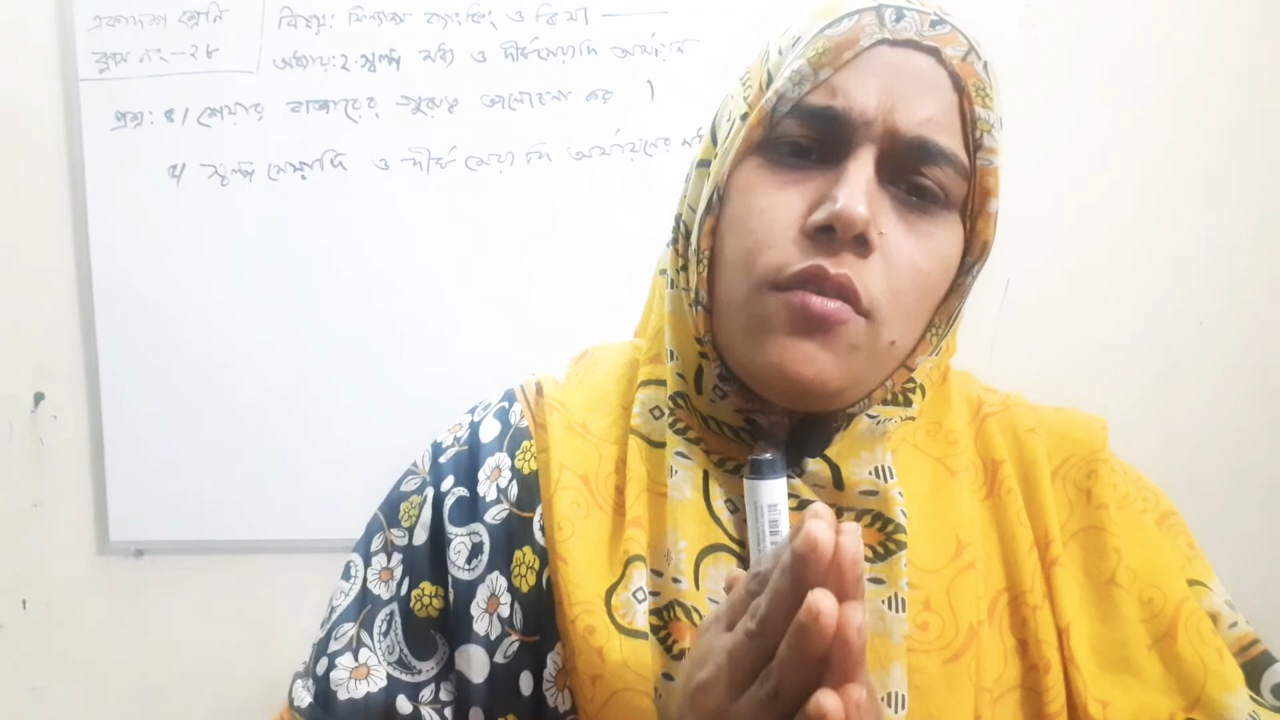 একাদশ শ্রেণি
ক্লাস নং-২৮
বিষয়: ফিন্যান্স ব্যাংকিং ও বিমা
অধ্যায়:২ স্বল্প মধ্য ও দীর্ঘমেয়াদি অর্থায়ন
প্রশ্ন: ৪/ শেয়ার বাজারের গুরুত্ব আলোচনা কর ।
৫/ স্বল্প মেয়াদি ও দীর্ঘ মেয়াদি অর্থায়নের